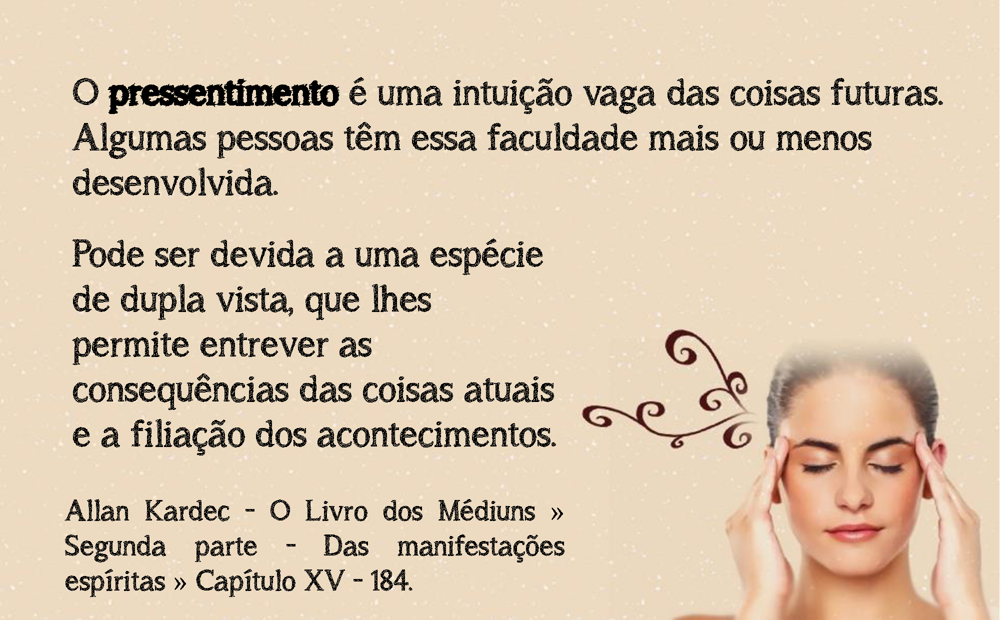 O pressentimento é uma intuição vaga das coisas futuras.
Algumas pessoas têm essa faculdade mais ou menos
desenvolvida.
Pode ser devida a uma espécie
de dupla vista, que lhes
permite entrever as
consequências das coisas atuais
e a filiação dos acontecimentos.
Allan Kardec - O Livro dos Médiuns »
Segunda parte - Das manifestações
espíritas » Capítulo XV - 184.